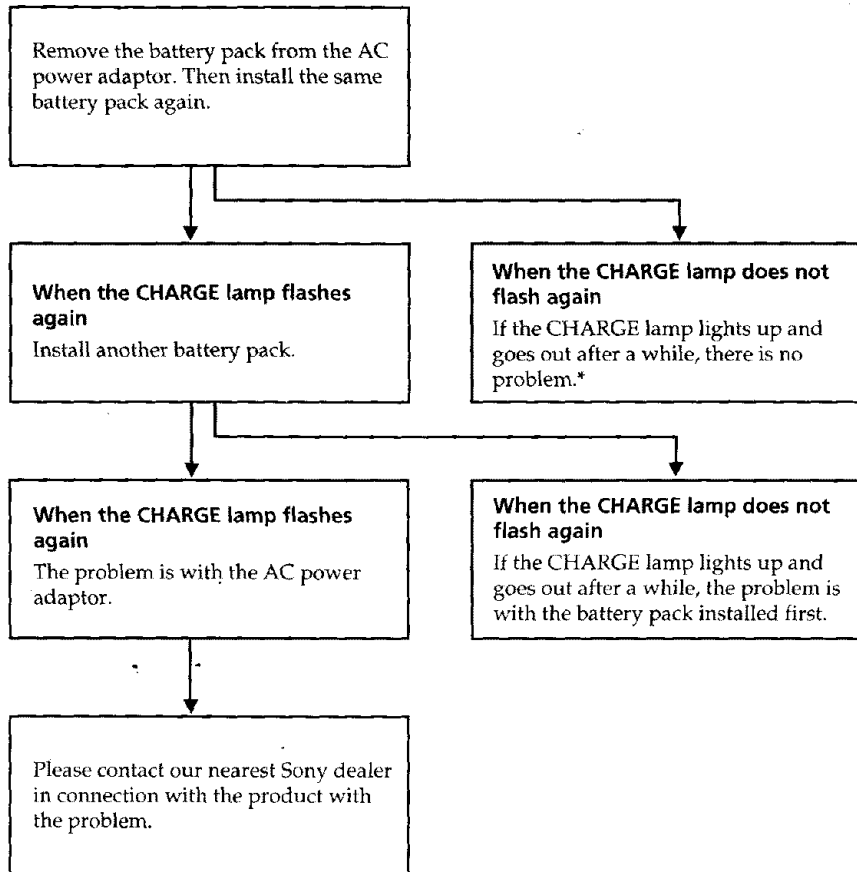 Remove the battery pack from the AC
power adaptor. Then install the same
battery pack again.
When the CHARGE lamp flashes
again
Install another battery pack.
When the CHARGE lamp does not
flash again
If the CHARGE lamp lights up and
goes out after a while, there is no
problem.*
When the CHARGE lamp flashes
again
The problem is with the AC power
adaptor.
When the CHARGE lamp does not
flash again
If the CHARGE lamp lights up and
goes out after a while, the problem is
with the battery pack installed first.
Please contact our nearest Sony dealer
in connection with the product with
the problem.